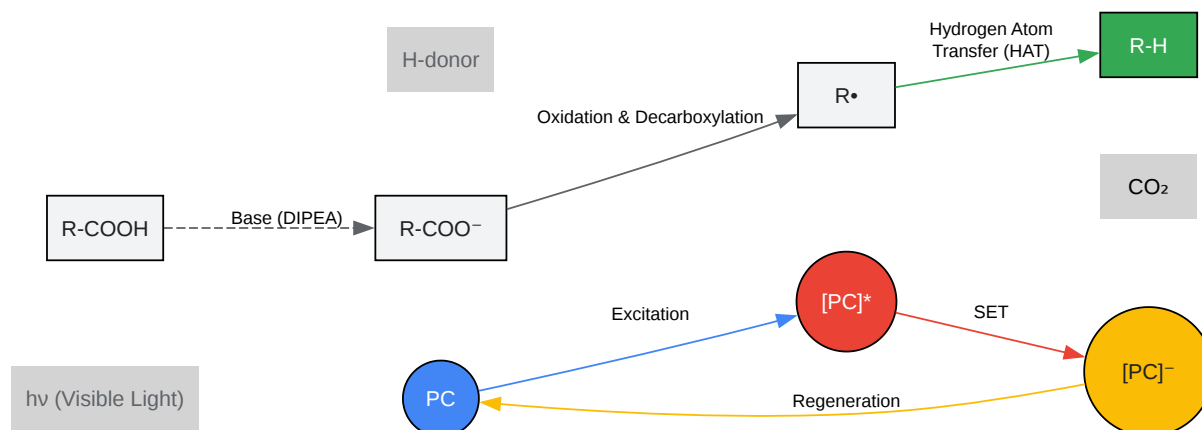 Hydrogen Atom
Transfer (HAT)
R-H
H-donor
R•
Oxidation & Decarboxylation
CO₂
R-COOH
Base (DIPEA)
R-COO⁻
[PC]*
Excitation
SET
[PC]⁻
hν (Visible Light)
PC
Regeneration